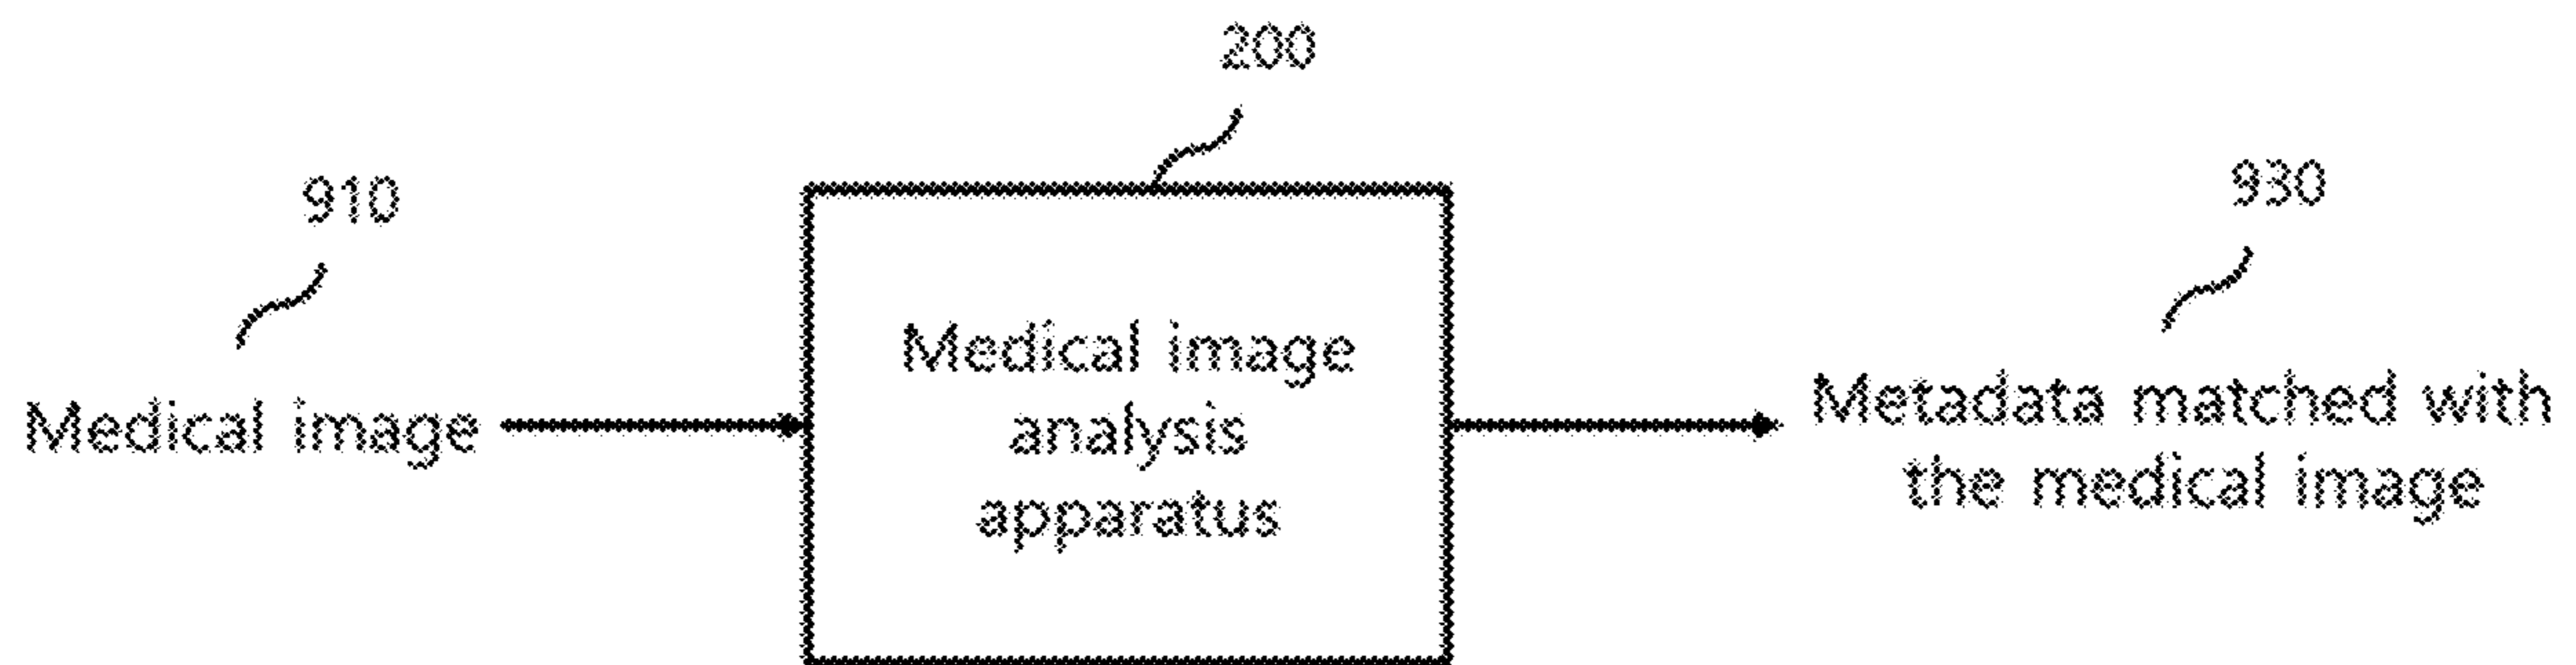 200
910
930
Medical image
Medical image
analysis
apparatus
Metadata matched with
the medical image